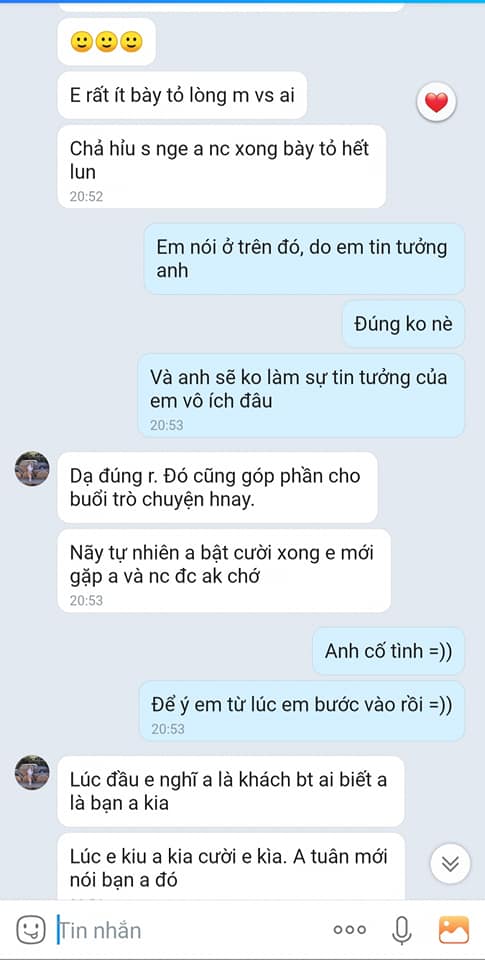 🙂🙂🙂
E rất ít bày tỏ lòng m vs ai
Chả hỉu s nge a nc xong bày tỏ hết
lun
20:52
Em nói ở trên đó, do em tin tưởng
anh
Đúng ko nè
Và anh sẽ ko làm sự tin tưởng của
em vô ích đâu
20:53
Dạ đúng r. Đó cũng góp phần cho
buổi trò chuyện hnay.
Nãy tự nhiên a bật cười xong e mới
gặp a và nc đc ak chớ
20:53
Anh cố tình =))
Để ý em từ lúc em bước vào rồi =))
20:53
Lúc đầu e nghĩ a là khách bt ai biết a
là bạn a kia
Lúc e kiu a kia cười e kìa. A tuân mới
nói bạn a đó
Tin nhắn